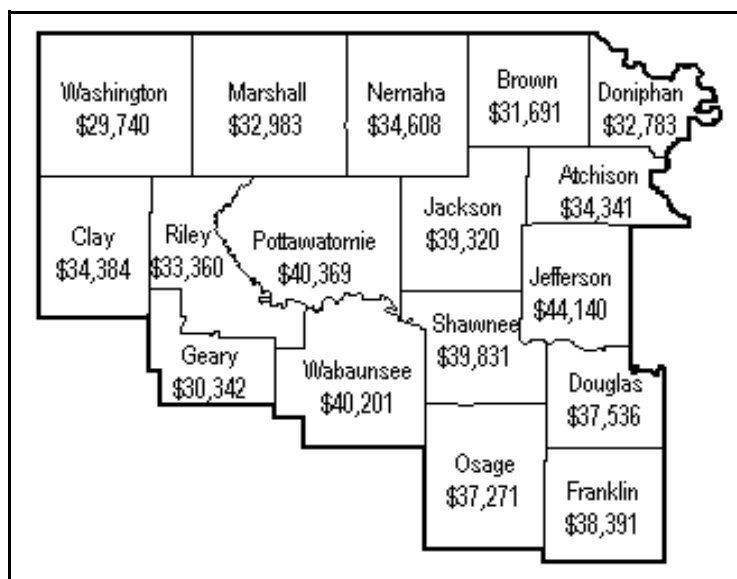 Washington
$29,740
Marshall
$32,983
Nemaha
$34,608
Brown
$31,691
Doniphan
$32,783
Atchison
$34,341
Clay
$34,384
Riley
$33,360
Pottawatomie
$40,369
Jackson
$39,320
Jefferson
$44,140
Geary
$30,342
Wabaunsee
$40,201
Shawnee
$39,831
Douglas
$37,536
Osage
$37,271
Franklin
$38,391